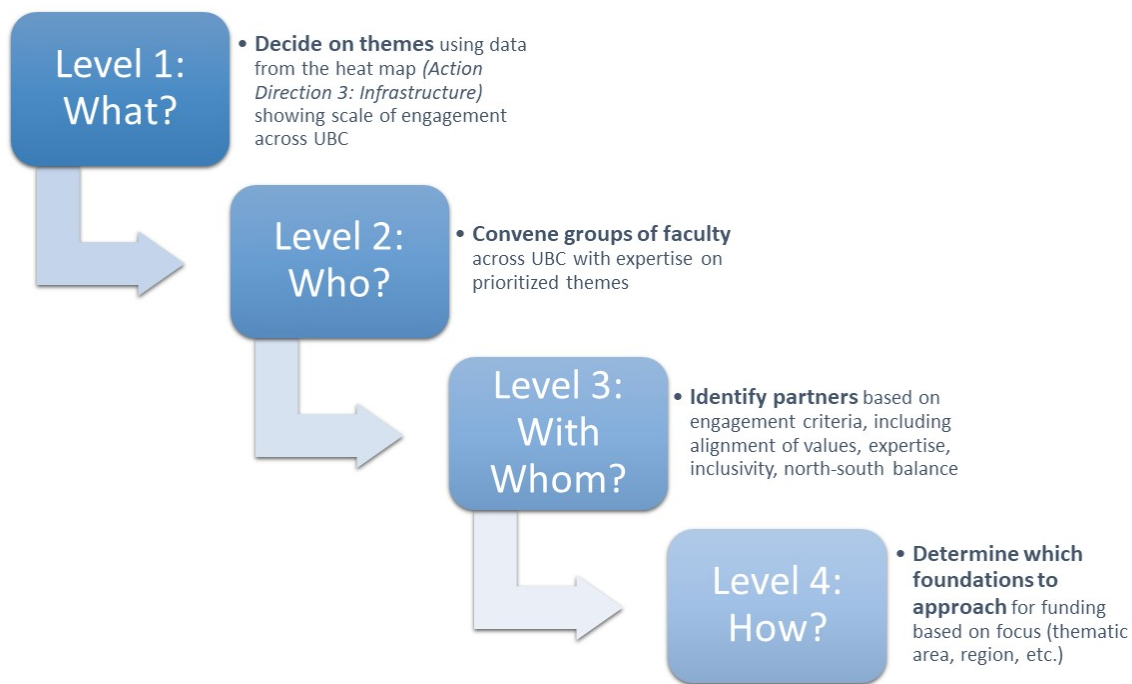 Level 1:
What?
• Decide on themes using data
from the heat map (Action
Direction 3: Infrastructure)
showing scale of engagement
across UBC
Level 2:
Who?
• Convene groups of faculty
across UBC with expertise on
prioritized themes
Level 3:
With
Whom?
• Identify partners based on
engagement criteria, including
alignment of values, expertise,
inclusivity, north-south balance
Level 4:
How?
• Determine which
foundations to
approach for funding
based on focus (thematic
area, region, etc.)